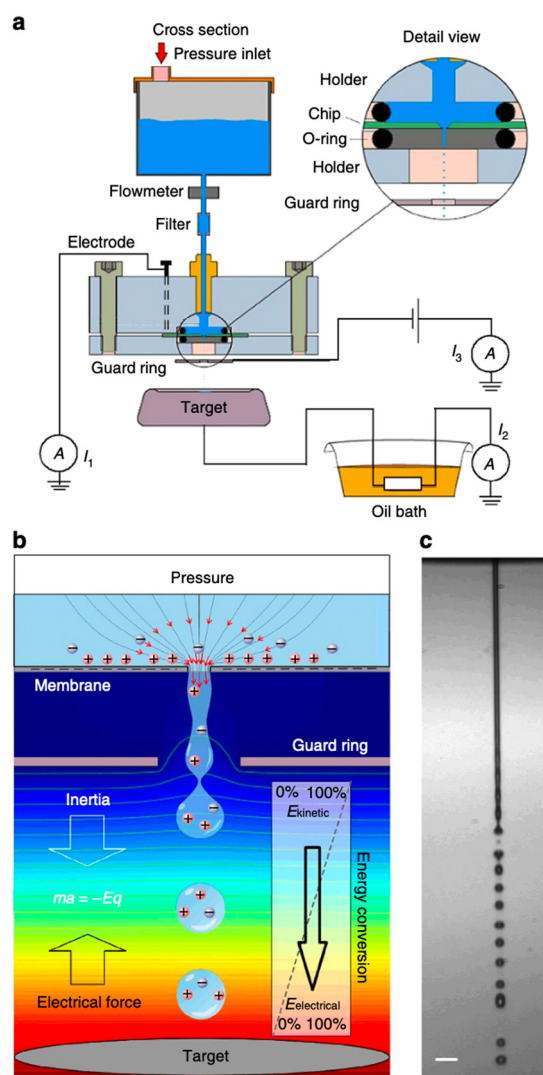 a
Cross section
Pressure inlet
Detail view
Holder
Chip
O-ring
Holder
Guard ring
Flowmeter
Filter
Electrode
Guard ring
Target
A
I1
A
I3
I2
A
Oil bath
b
c
Pressure
+ − + + + + − + − + + + − +
Membrane
+
−
+
Guard ring
Inertia
0% 100%
Ekinetic
Energy conversion
−
+ + +
ma = −Eq
+
+ −
Electrical force
−
+ +
+
Eelectrical
0% 100%
Target